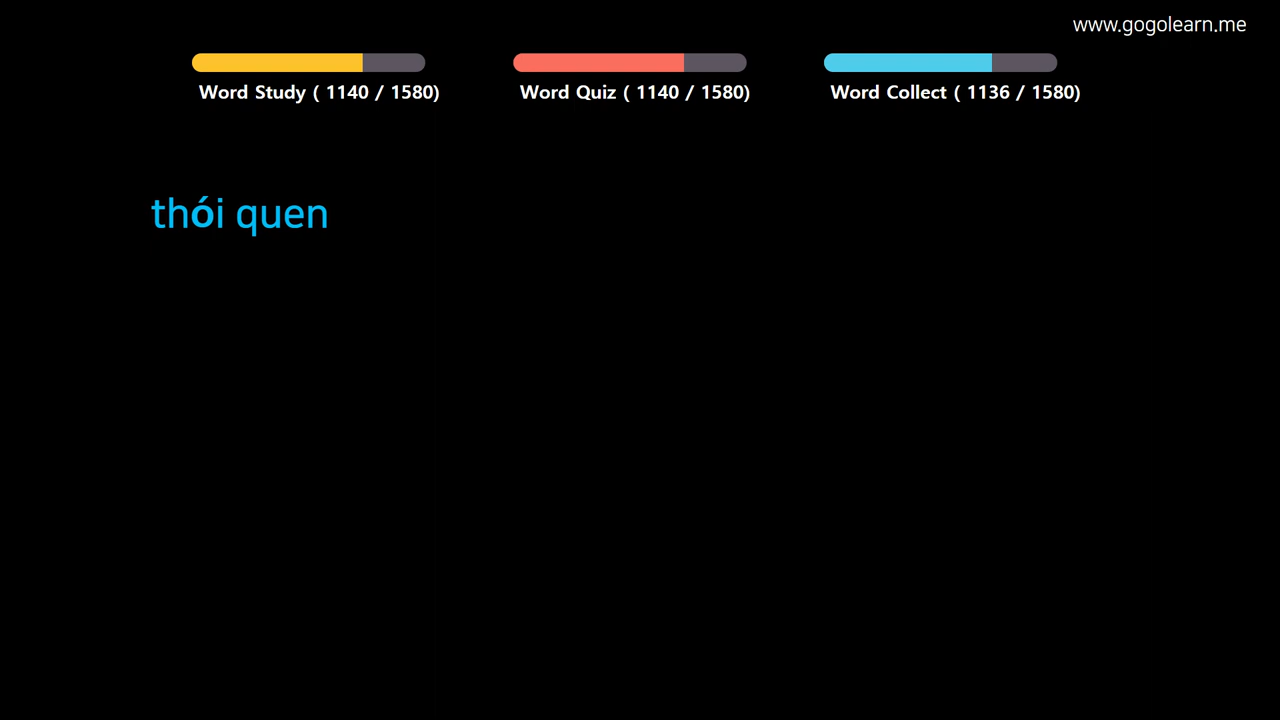 www.gogolearn.me
Word Study ( 1140 / 1580)
Word Quiz ( 1140 / 1580)
Word Collect ( 1136 / 1580)
thói quen